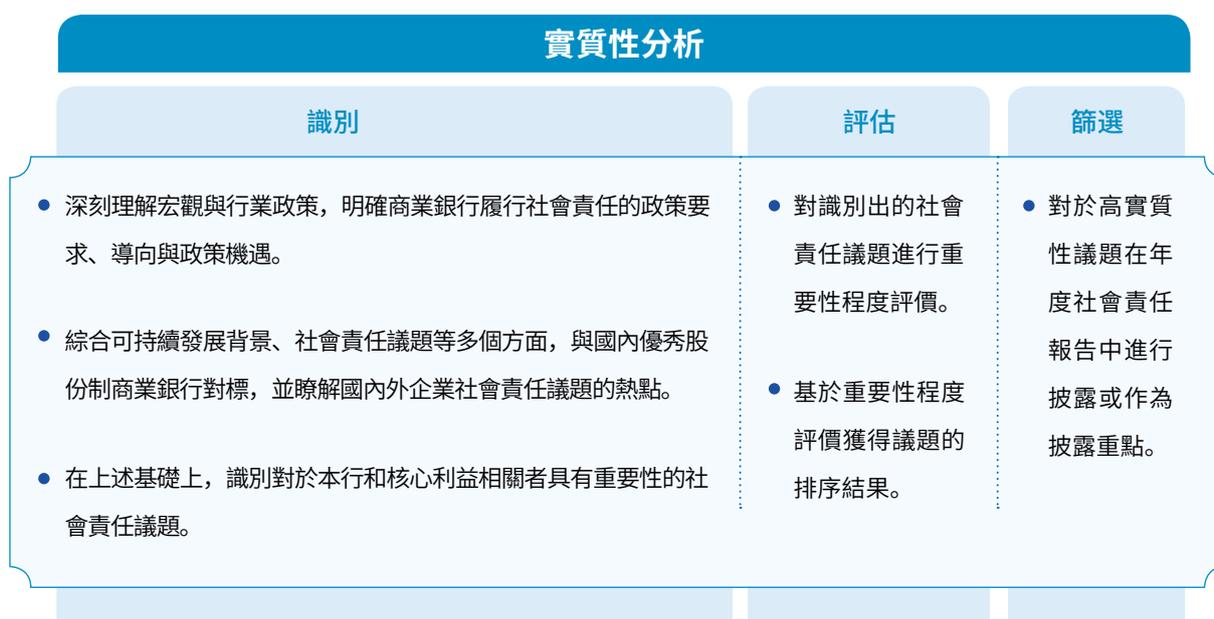 實質性分析
識別
深刻理解宏觀與行業政策，明確商業銀行履行社會責任的政策要
求、導向與政策機遇。
綜合可持續發展背景、社會責任議題等多個方面，與國內優秀股
份制商業銀行對標，並瞭解國內外企業社會責任議題的熱點。
在上述基礎上，識別對於本行和核心利益相關者具有重要性的社
會責任議題。
評估
對識別出的社會
責任議題進行重
要性程度評價。
基於重要性程度
評價獲得議題的
排序結果。
篩選
對於高實質
性議題在年
度社會責任
報告中進行
披露或作為
披露重點。